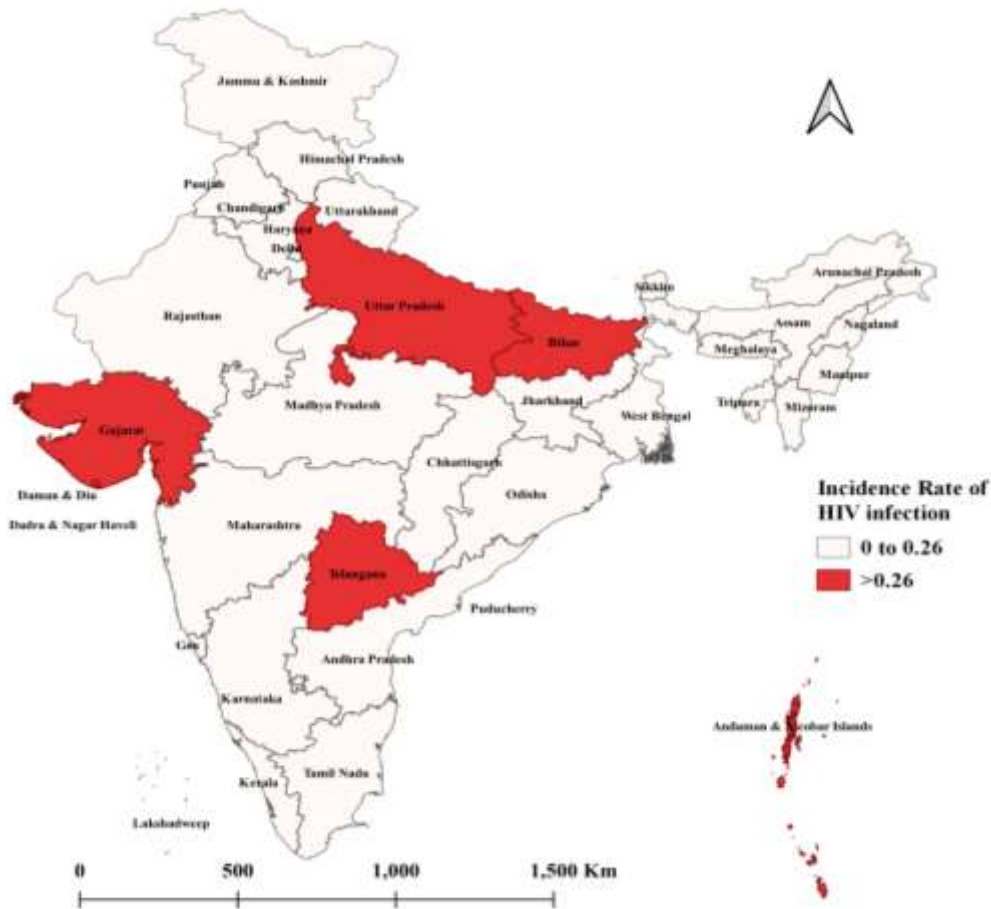 Jammu & Kashmir
Himachal Pradesh
Punjab
Chandigarh
Uttarakhand
Haryana
Delhi
Arunachal Pradesh
Sikkim
Uttar Pradesh
Rajasthan
Assam
Nagaland
Bihar
Meghalaya
Manipur
Madhya Pradesh
Jharkhand
Tripura
Mizoram
West Bengal
Gujarat
Chhattisgarh
Odisha
Daman & Diu
Dadra & Nagar Haveli
Maharashtra
Incidence Rate of
HIV infection
0 to 0.26
>0.26
Telangana
Puducherry
Goa
Andhra Pradesh
Karnataka
Andaman & Nicobar Islands
Kerala
Tamil Nadu
Lakshadweep
0 500 1,000 1,500 Km